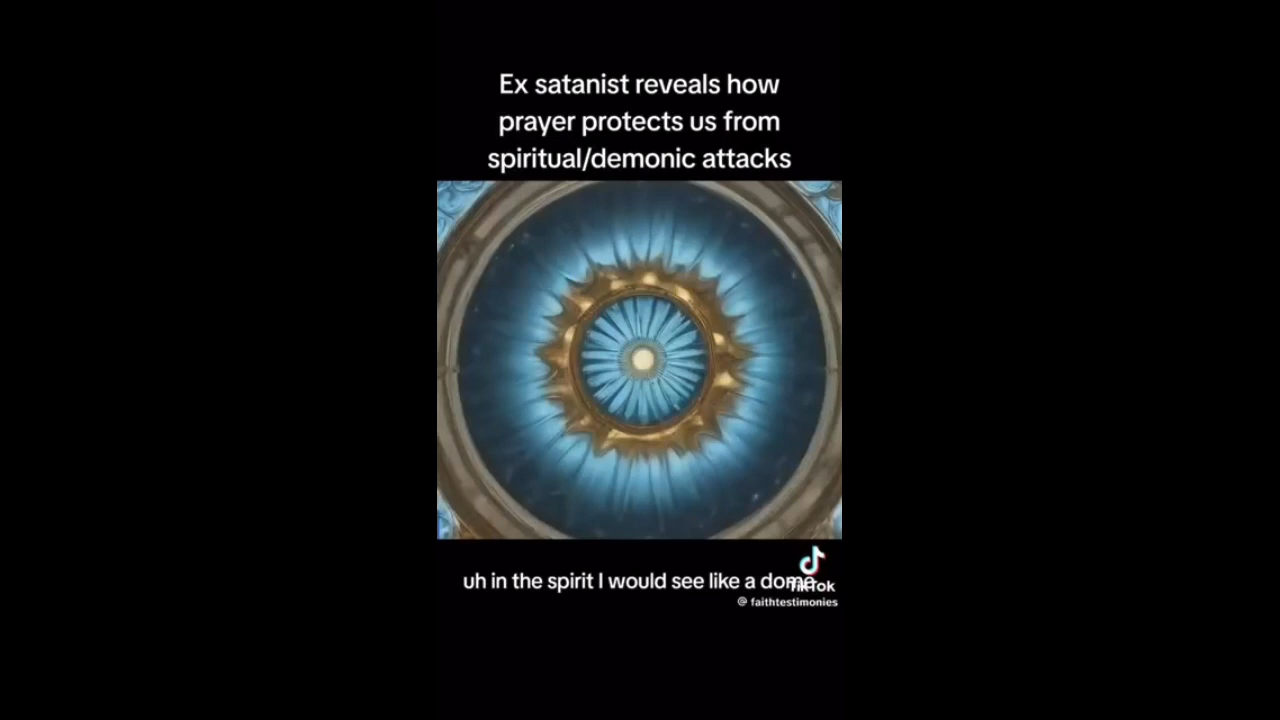 Ex satanist reveals how
prayer protects us from
spiritual/demonic attacks
uh in the spirit I would see like a dome
TikTok
@ faithtestimonies